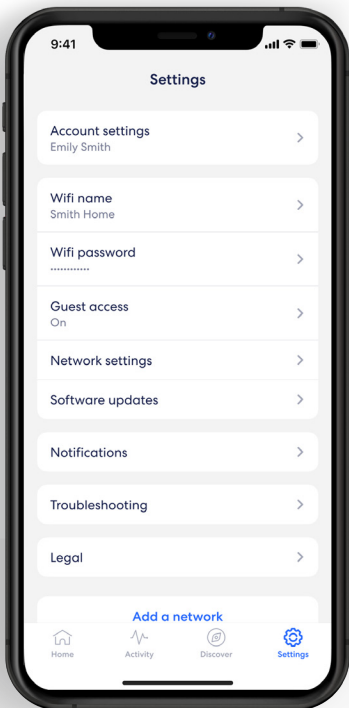 9:41
Settings
Account settings
Emily Smith
Wifi name
Smith Home
Wifi password
••••••••••••
Guest access
On
Network settings
Software updates
Notifications
Troubleshooting
Legal
Add a network
Home
Activity
Discover
Settings